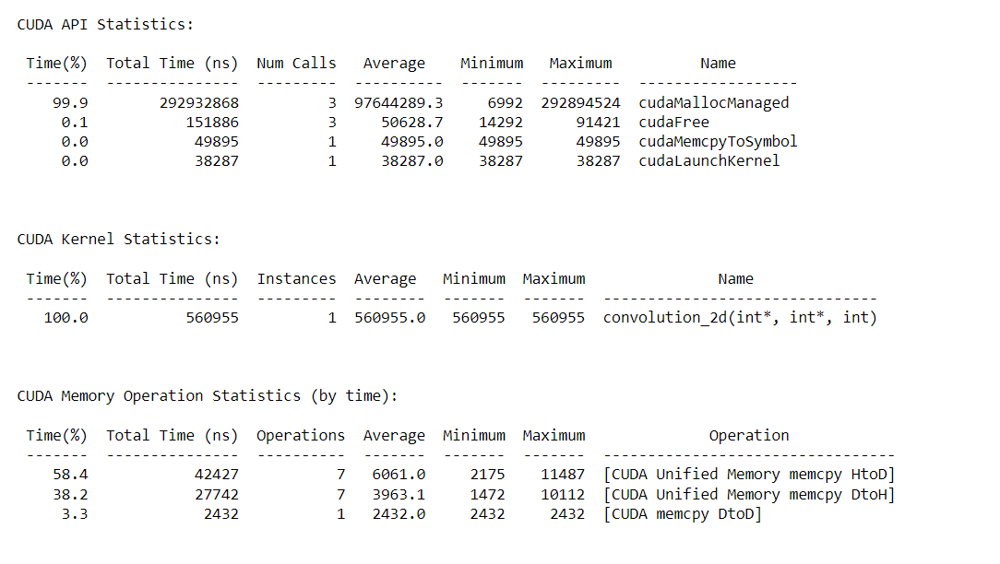 CUDA API Statistics:
Time(%) Total Time (ns) Num Calls Average Minimum Maximum Name
------- --------------- --------- ---------- ------- --------- ------------------
99.9 292932868 3 97644289.3 6992 292894524 cudaMallocManaged
0.1 151886 3 50628.7 14292 91421 cudaFree
0.0 49895 1 49895.0 49895 49895 cudaMemcpyToSymbol
0.0 38287 1 38287.0 38287 38287 cudaLaunchKernel
CUDA Kernel Statistics:
Time(%) Total Time (ns) Instances Average Minimum Maximum Name
------- --------------- --------- -------- ------- ------- -------------------------------
100.0 560955 1 560955.0 560955 560955 convolution_2d(int*, int*, int)
CUDA Memory Operation Statistics (by time):
Time(%) Total Time (ns) Operations Average Minimum Maximum Operation
------- --------------- ---------- ------- ------- ------- ---------------------------------
58.4 42427 7 6061.0 2175 11487 [CUDA Unified Memory memcpy HtoD]
38.2 27742 7 3963.1 1472 10112 [CUDA Unified Memory memcpy DtoH]
3.3 2432 1 2432.0 2432 2432 [CUDA memcpy DtoD]